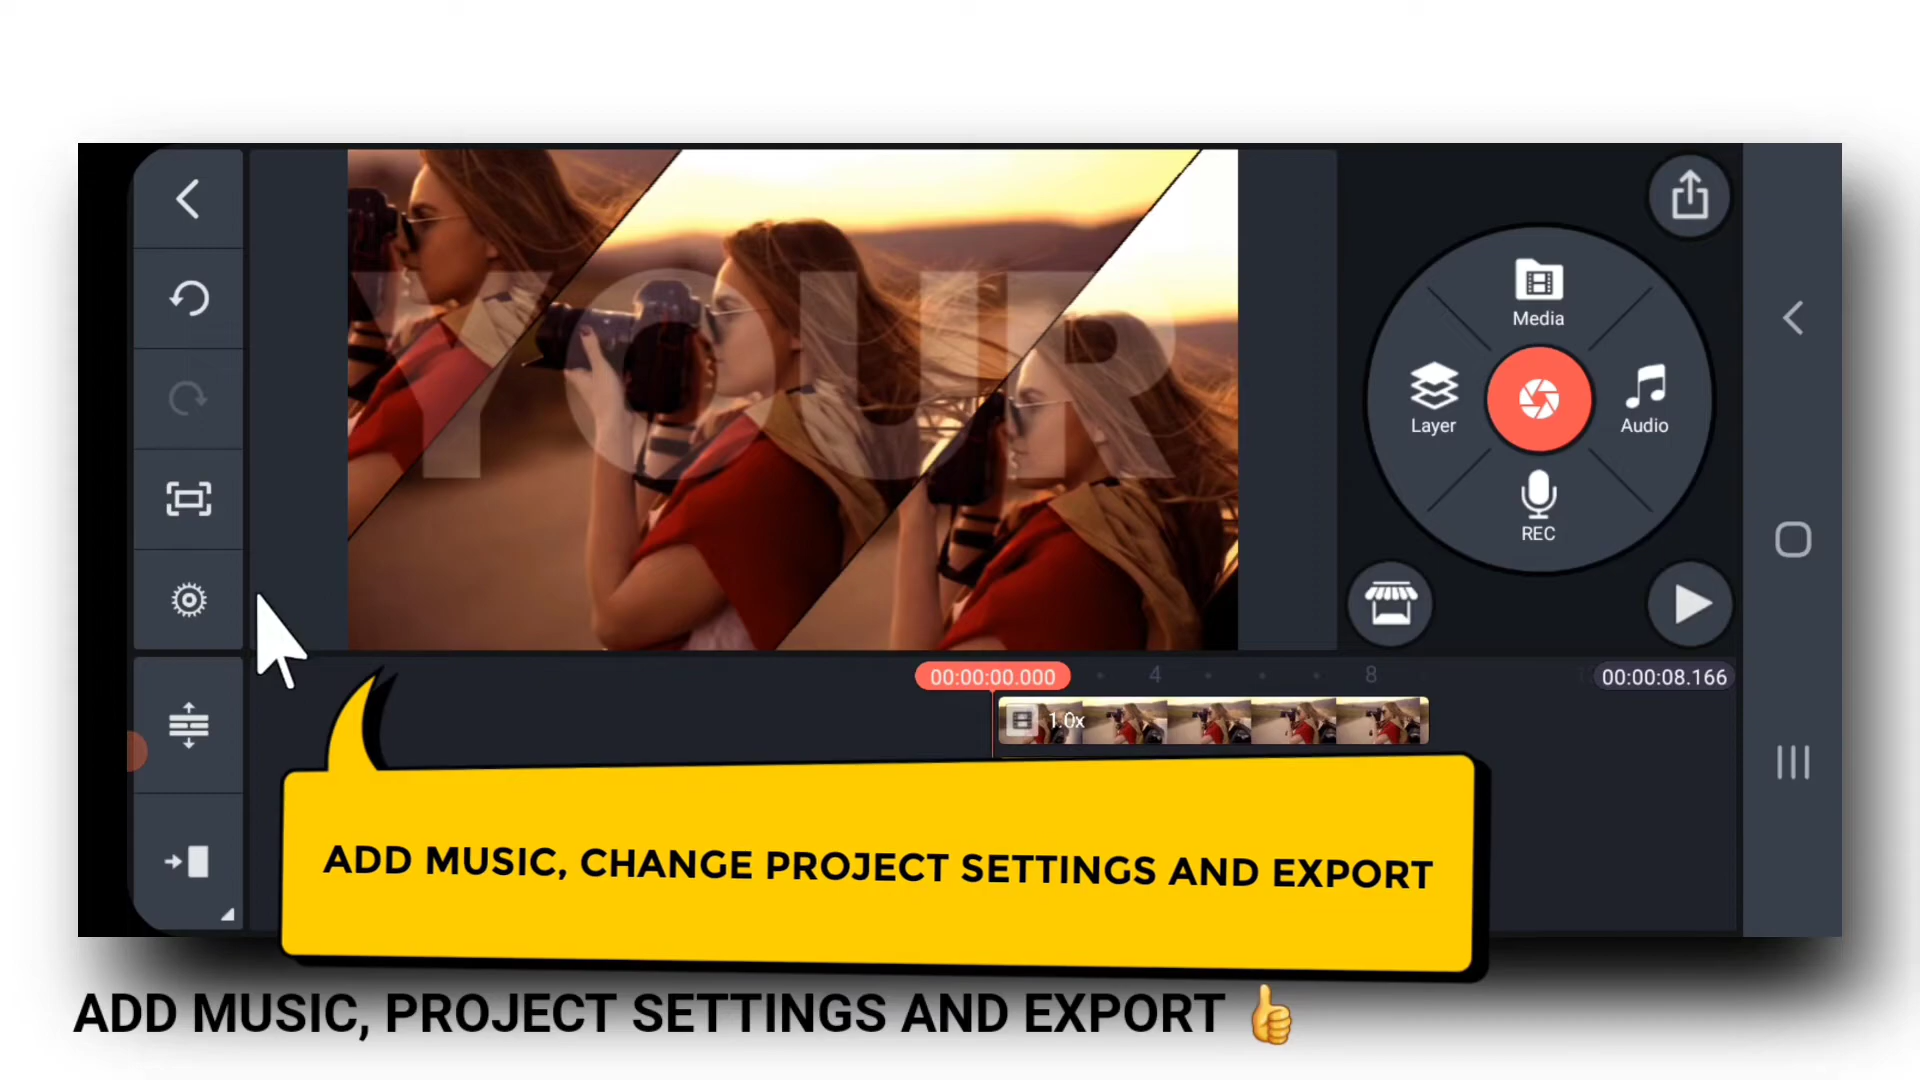 YOUR
Media
Layer
Audio
REC
00:00:00.000
4
8
00:00:08.166
1.0x
ADD MUSIC, CHANGE PROJECT SETTINGS AND EXPORT
ADD MUSIC, PROJECT SETTINGS AND EXPORT 👍